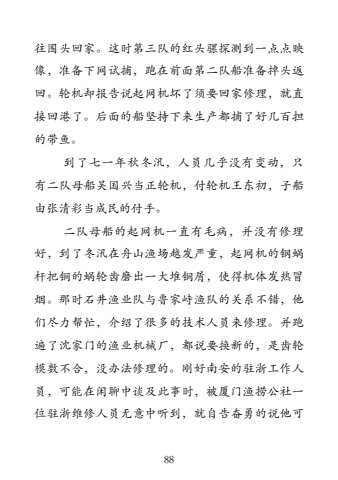 往围头回家。这时第三队的红头骡探测到一点点映
像，准备下网试捕，跑在前面第二队船准备掉头返
回。轮机却报告说起网机坏了须要回家修理，就直
接回港了。后面的船坚持下来生产都捕了好几百担
的带鱼。
到了七一年秋冬汛，人员几乎没有变动，只
有二队母船吴国兴当正轮机，付轮机王东初，子船
由张清彩当成民的付手。
二队母船的起网机一直有毛病，并没有修理
好，到了冬汛在舟山渔场越发严重，起网机的钢蜗
杆把铜的蜗轮齿磨出一大堆铜屑，使得机体发热冒
烟。那时石井渔业队与鲁家峙渔队的关系不错，他
们尽力帮忙，介绍了很多的技术人员来修理。并跑
遍了沈家门的渔业机械厂，都说要换新的，是齿轮
模数不合，没办法修理的。刚好南安的驻浙工作人
员，可能在闲聊中谈及此事时，被厦门渔捞公社一
位驻浙维修人员无意中听到，就自告奋勇的说他可
88